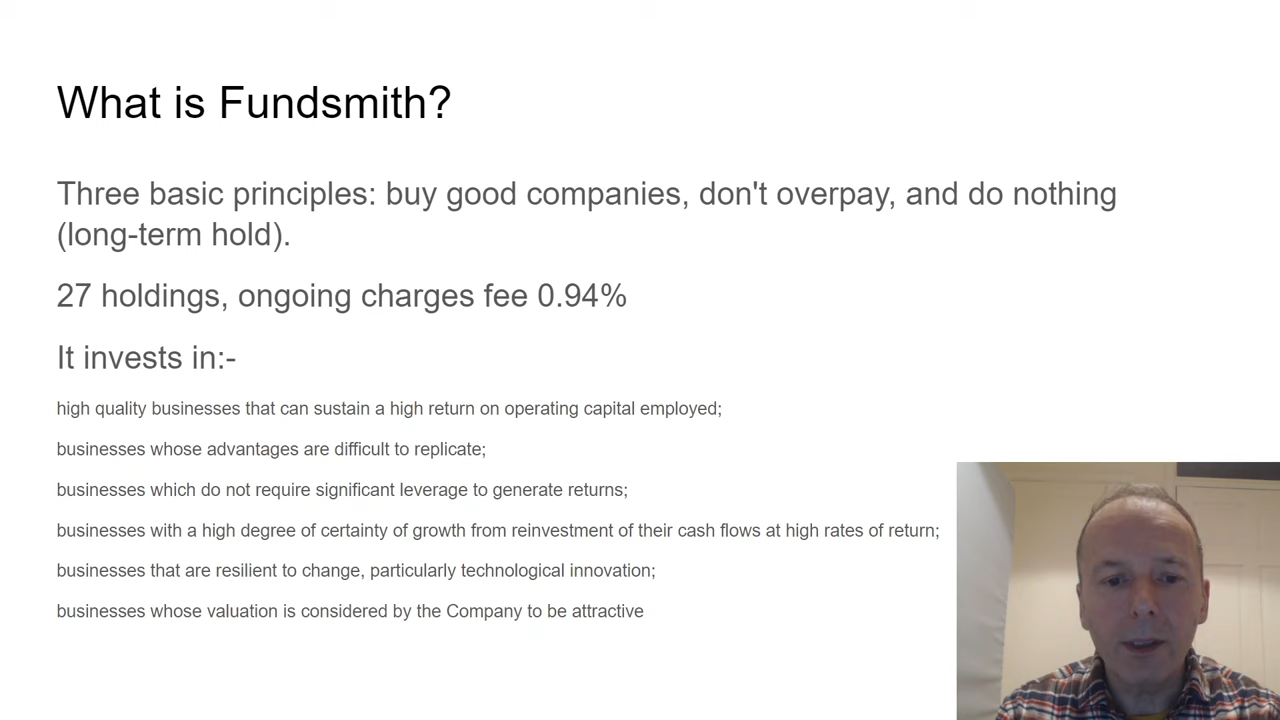 What is Fundsmith?
Three basic principles: buy good companies, don't overpay, and do nothing
(long-term hold).
27 holdings, ongoing charges fee 0.94%
It invests in:-
high quality businesses that can sustain a high return on operating capital employed;
businesses whose advantages are difficult to replicate;
businesses which do not require significant leverage to generate returns;
businesses with a high degree of certainty of growth from reinvestment of their cash flows at high rates of return;
businesses that are resilient to change, particularly technological innovation;
businesses whose valuation is considered by the Company to be attractive